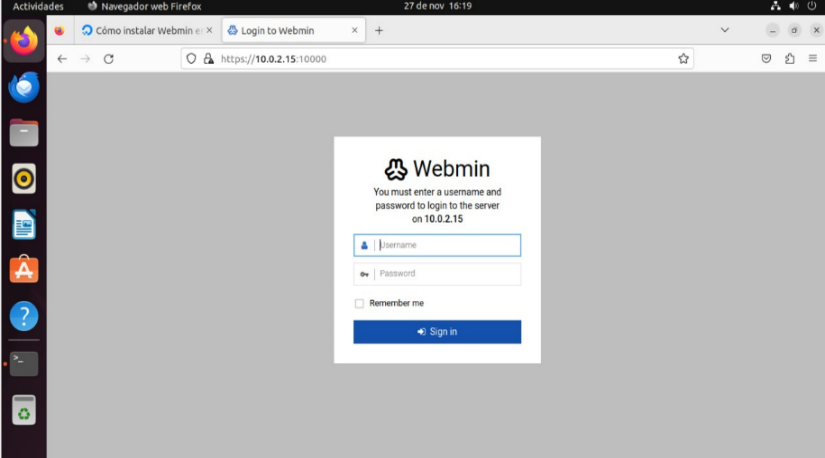 Actividades
Navegador web Firefox
27 de nov 16:19
Cómo instalar Webmin e
Login to Webmin
https://10.0.2.15:10000
Webmin
You must enter a username and
password to login to the server
on 10.0.2.15
Username
Password
Remember me
Sign in